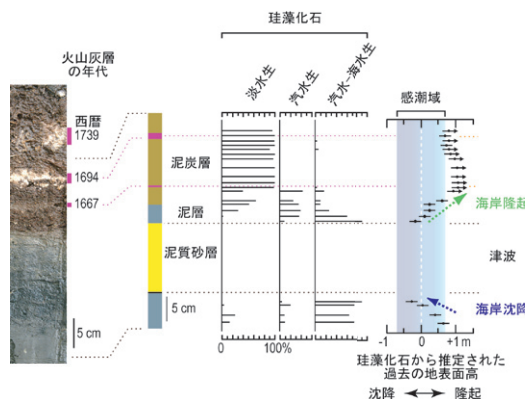 珪藻化石
火山灰層
の年代
淡水生
汽水生
汽水-海水生
感潮域
西暦
1739
1694
1667
泥炭層
泥層
泥質砂層
海岸隆起
津波
海岸沈降
5 cm
5 cm
0
100%
-1
0
+1 m
珪藻化石から推定された
過去の地表面高
沈降
隆起